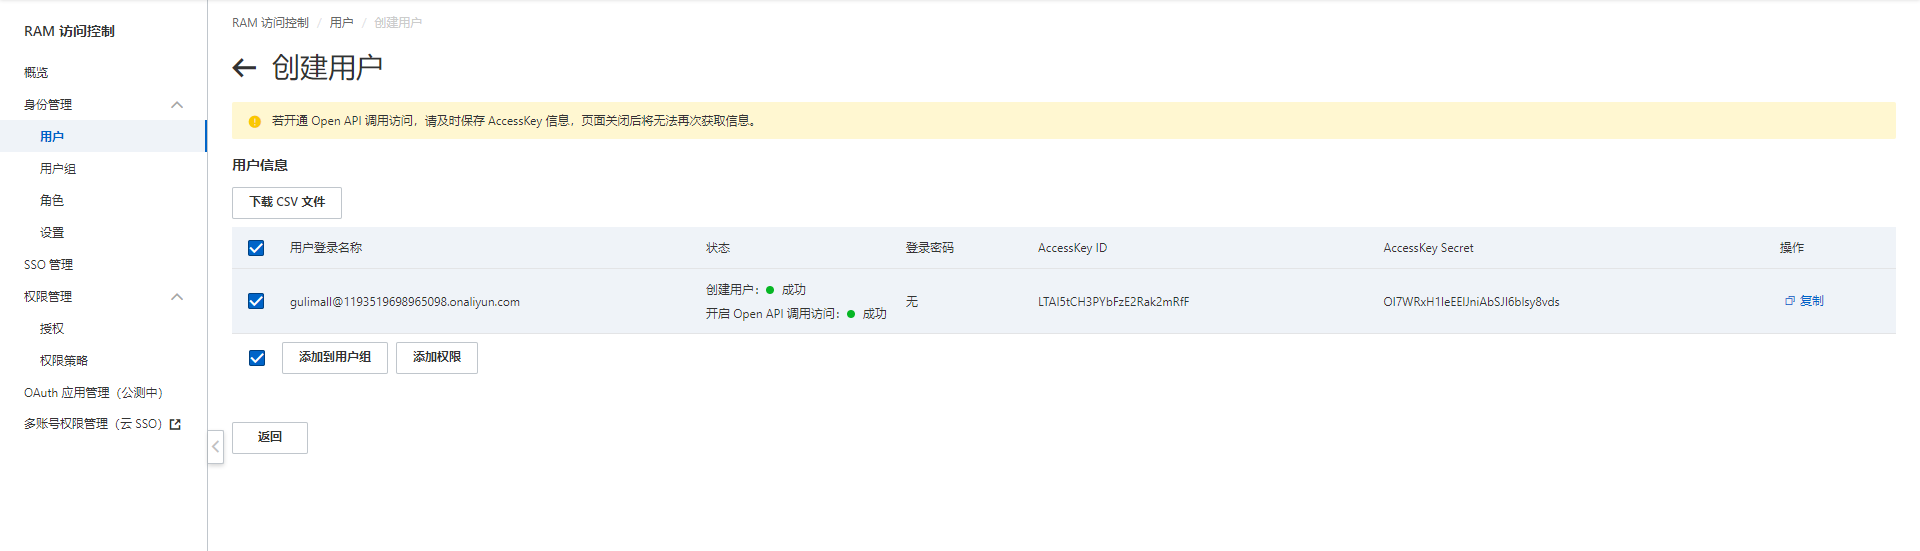 RAM 访问控制
概览
身份管理
用户
用户组
角色
设置
SSO 管理
权限管理
授权
权限策略
OAuth 应用管理（公测中）
多账号权限管理（云 SSO）
RAM 访问控制 / 用户 / 创建用户
创建用户
若开通 Open API 调用访问，请及时保存 AccessKey 信息，页面关闭后将无法再次获取信息。
用户信息
下载 CSV 文件
用户登录名称 状态 登录密码 AccessKey ID AccessKey Secret 操作
gulimall@1193519698965098.onaliyun.com 创建用户： 成功 开启 Open API 调用访问： 成功 无 LTAI5tCH3PYbFzE2Rak2mRfF OI7WRxH1IeEEIJniAbSJI6bIsy8vds 复制
添加到用户组 添加权限
返回